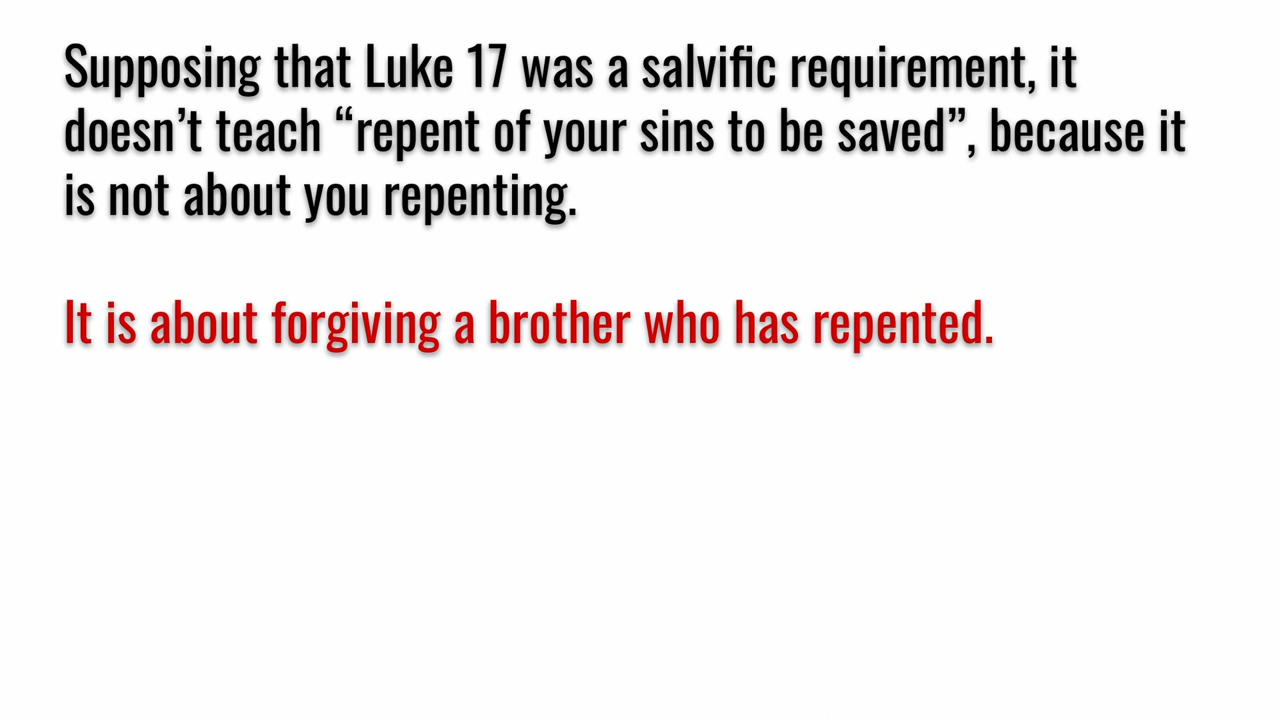 Supposing that Luke 17 was a salvific requirement, it
doesn’t teach “repent of your sins to be saved”, because it
is not about you repenting.
It is about forgiving a brother who has repented.